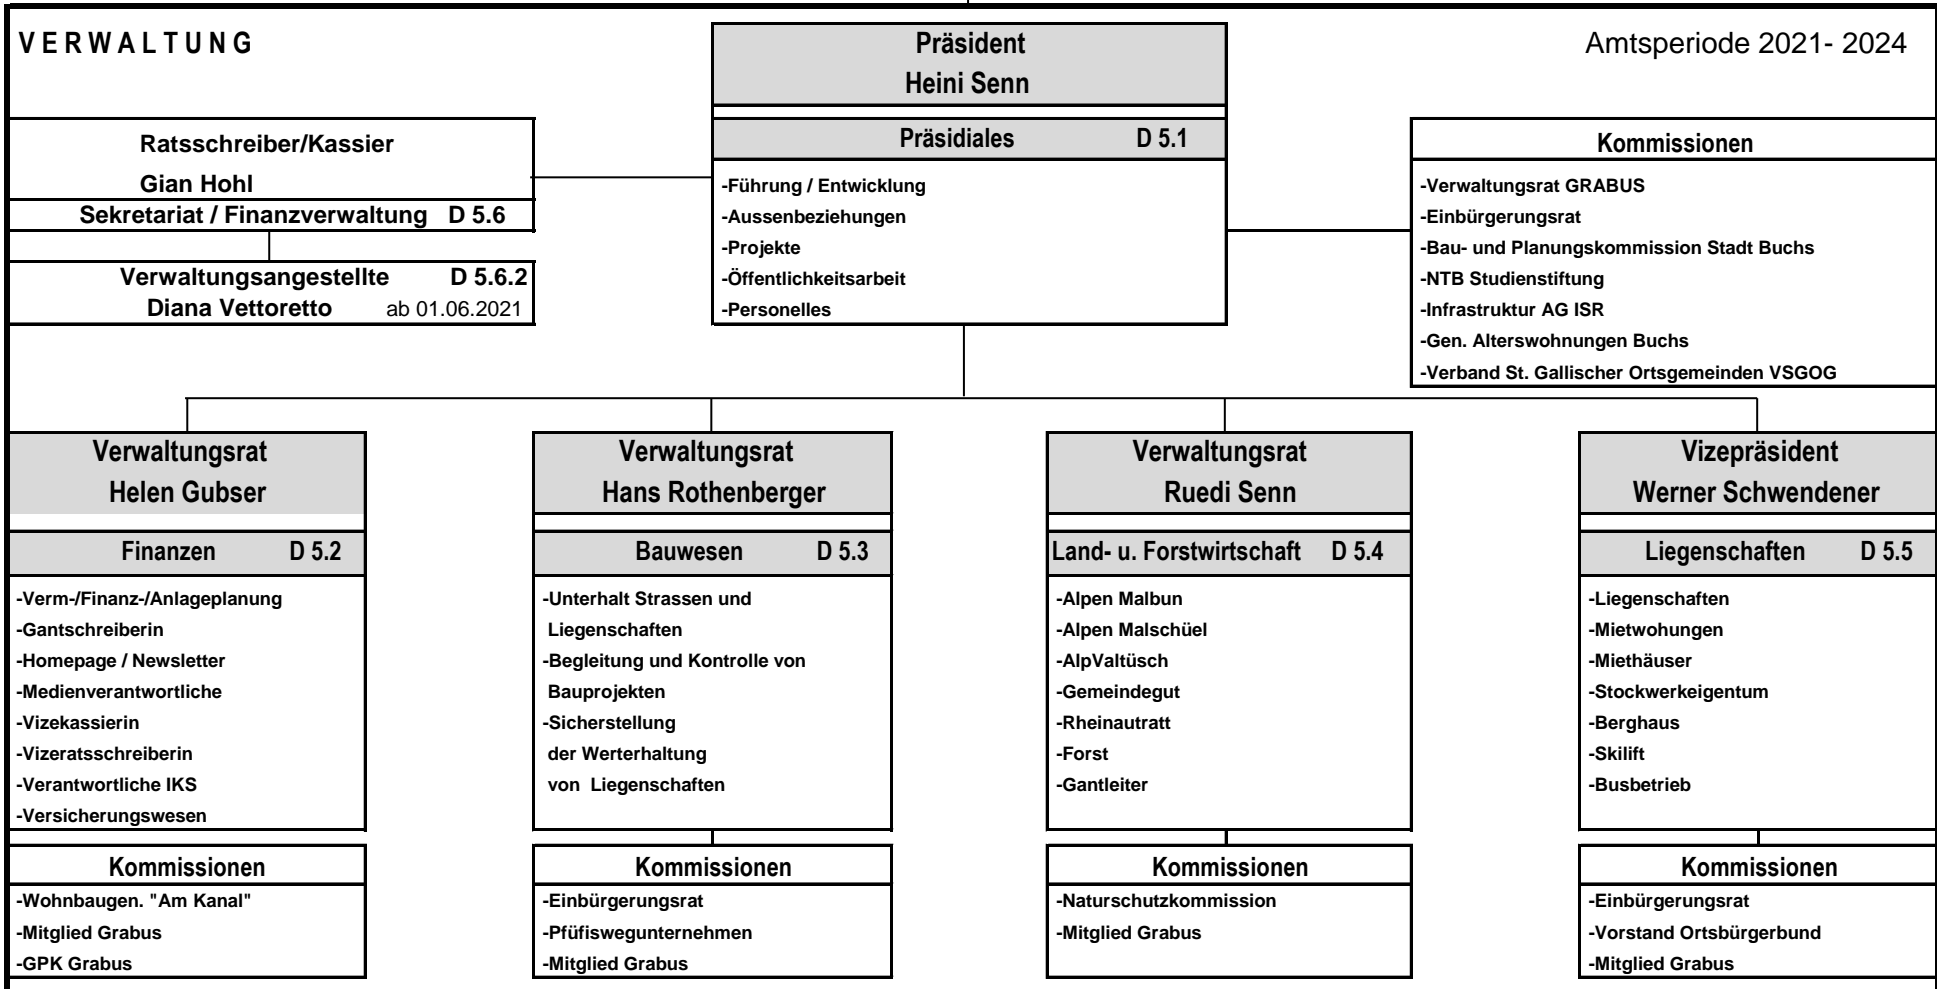 VERWALTUNG
Präsident
Heini Senn
Amtsperiode 2021- 2024
Ratsschreiber/Kassier
Gian Hohl
Sekretariat / Finanzverwaltung D 5.6
Verwaltungsangestellte D 5.6.2
Diana Vettoretto ab 01.06.2021
Präsidiales D 5.1
-Führung / Entwicklung
-Aussenbeziehungen
-Projekte
-Öffentlichkeitsarbeit
-Personelles
Kommissionen
-Verwaltungsrat GRABUS
-Einbürgerungsrat
-Bau- und Planungskommission Stadt Buchs
-NTB Studienstiftung
-Infrastruktur AG ISR
-Gen. Alterswohnungen Buchs
-Verband St. Gallischer Ortsgemeinden VSGOG
Verwaltungsrat
Helen Gubser
Finanzen D 5.2
-Verm-/Finanz-/Anlageplanung
-Gantschreiberin
-Homepage / Newsletter
-Medienverantwortliche
-Vizekassierin
-Vizeratsschreiberin
-Verantwortliche IKS
-Versicherungswesen
Kommissionen
-Wohnbaugen. "Am Kanal"
-Mitglied Grabus
-GPK Grabus
Verwaltungsrat
Hans Rothenberger
Bauwesen D 5.3
-Unterhalt Strassen und
Liegenschaften
-Begleitung und Kontrolle von
Bauprojekten
-Sicherstellung
der Werterhaltung
von Liegenschaften
Kommissionen
-Einbürgerungsrat
-Pfüfiswegunternehmen
-Mitglied Grabus
Verwaltungsrat
Ruedi Senn
Land- u. Forstwirtschaft D 5.4
-Alpen Malbun
-Alpen Malschüel
-AlpValtüsch
-Gemeindegut
-Rheinautratt
-Forst
-Gantleiter
Kommissionen
-Naturschutzkommission
-Mitglied Grabus
Vizepräsident
Werner Schwendener
Liegenschaften D 5.5
-Liegenschaften
-Mietwohungen
-Miethäuser
-Stockwerkeigentum
-Berghaus
-Skilift
-Busbetrieb
Kommissionen
-Einbürgerungsrat
-Vorstand Ortsbürgerbund
-Mitglied Grabus